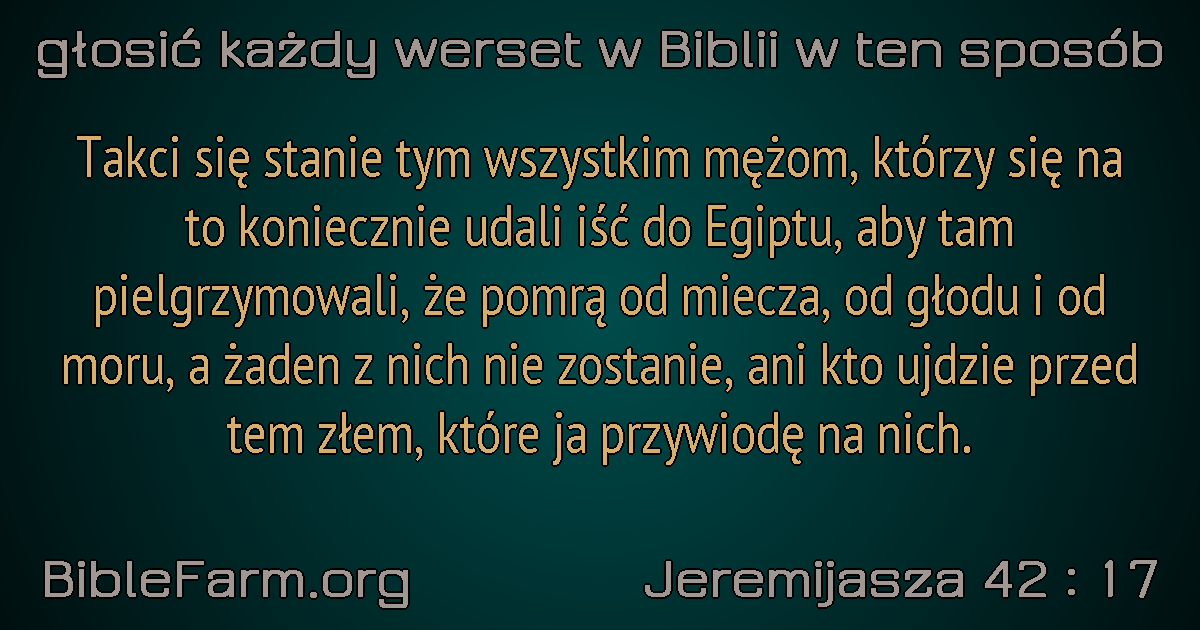 głosić każdy werset w Biblii w ten sposób
Takci się stanie tym wszystkim mężom, którzy się na
to koniecznie udali iść do Egiptu, aby tam
pielgrzymowali, że pomrą od miecza, od głodu i od
moru, a żaden z nich nie zostanie, ani kto ujdzie przed
tem złem, które ja przywiodę na nich.
BibleFarm.org
Jeremijasza 42 : 17